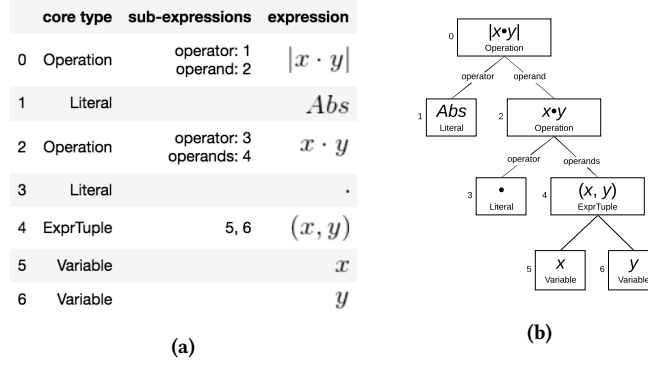 core type sub-expressions expression
0 Operation operator: 1 operand: 2 |x · y|
1 Literal Abs
2 Operation operator: 3 operands: 4 x · y
3 Literal ·
4 ExprTuple 5, 6 (x, y)
5 Variable x
6 Variable y
(a)
0 |x•y|
Operation
operator operand
1 Abs
Literal
2 x•y
Operation
operator operands
3 •
Literal
4 (x, y)
ExprTuple
5 x
Variable
6 y
Variable
(b)